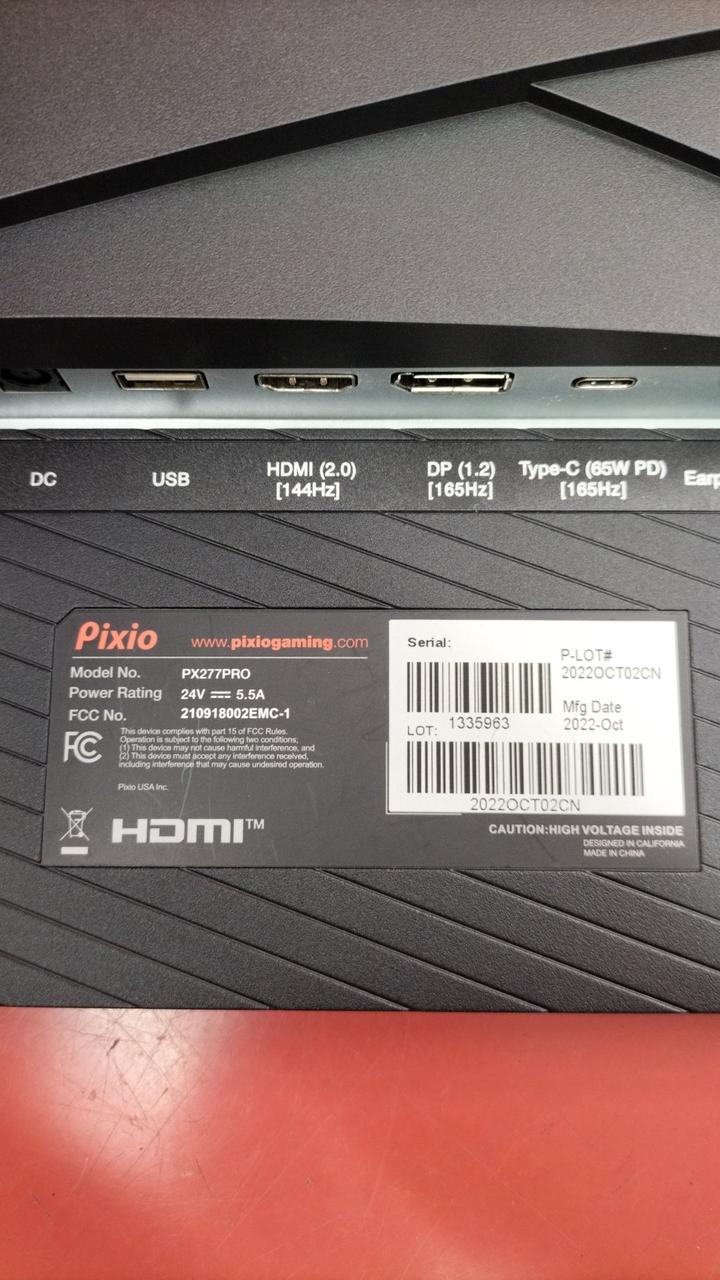 DC
USB
HDMI (2.0)
[144Hz]
DP (1.2)
[165Hz]
Type-C (65W PD)
[165Hz]
Earp
Pixio
www.pixiogaming.com
Model No. PX277PRO
Power Rating 24V ⎓ 5.5A
FCC No. 210918002EMC-1
FC
This device complies with part 15 of FCC Rules.
Operation is subject to the following two conditions;
(1) This device may not cause harmful interference, and
(2) This device must accept any interference received,
including interference that may cause undesired operation.
Pixio USA Inc.
HDMI™
Serial:
1335963
P-LOT#
2022OCT02CN
Mfg Date
2022-Oct
LOT:
2022OCT02CN
CAUTION:HIGH VOLTAGE INSIDE
DESIGNED IN CALIFORNIA
MADE IN CHINA